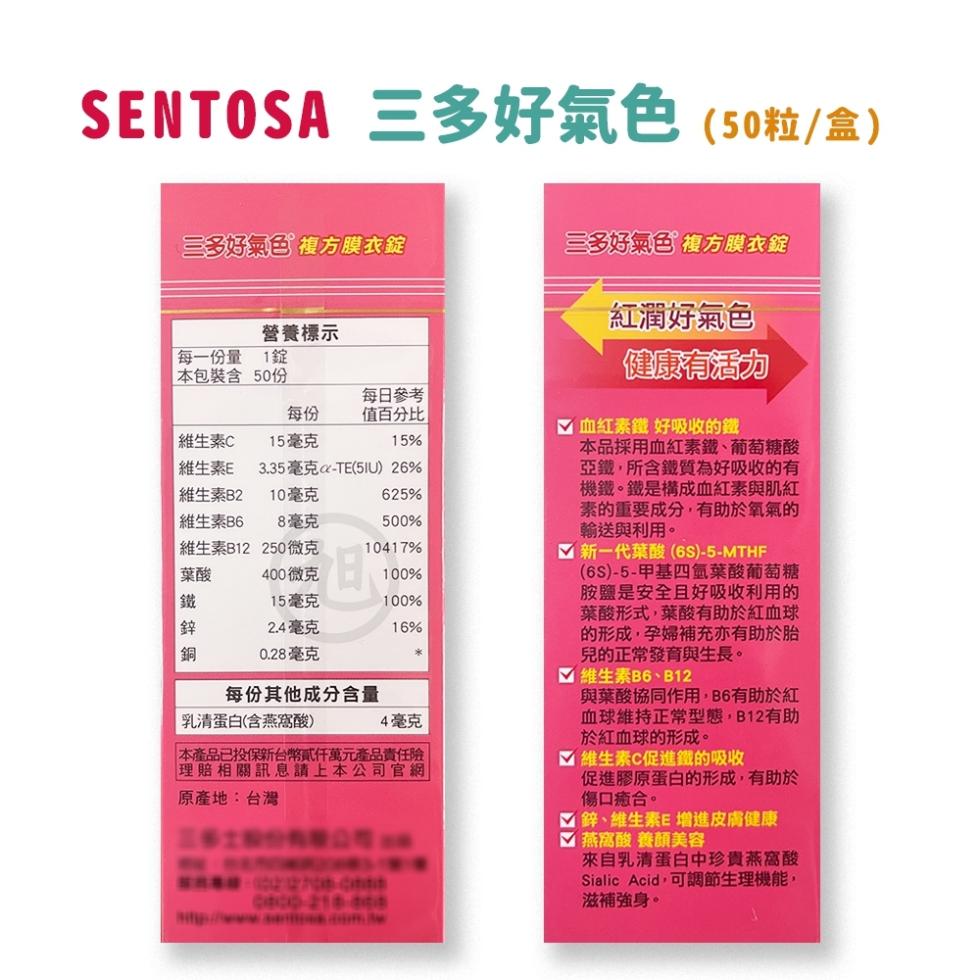 SENTOSA 三多好氣色 (50粒/盒)
三多好氣色® 複方膜衣錠
營養標示
每一份量 1錠
本包裝含 50份
每份 每日參考值百分比
維生素C 15毫克 15%
維生素E 3.35毫克α-TE(5IU) 26%
維生素B2 10毫克 625%
維生素B6 8毫克 500%
維生素B12 250微克 10417%
葉酸 400微克 100%
鐵 15毫克 100%
鋅 2.4毫克 16%
銅 0.28毫克 *
旭
每份其他成分含量
乳清蛋白(含燕窩酸) 4毫克
本產品已投保新台幣貳仟萬元產品責任險
理賠相關訊息請上本公司官網
原產地：台灣
三多好氣色® 複方膜衣錠
紅潤好氣色
健康有活力
血紅素鐵 好吸收的鐵
本品採用血紅素鐵、葡萄糖酸
亞鐵，所含鐵質為好吸收的有
機鐵。鐵是構成血紅素與肌紅
素的重要成分，有助於氧氣的
輸送與利用。
新一代葉酸 (6S)-5-MTHF
(6S)-5-甲基四氫葉酸葡萄糖
胺鹽是安全且好吸收利用的
葉酸形式，葉酸有助於紅血球
的形成，孕婦補充亦有助於胎
兒的正常發育與生長。
維生素B6、B12
與葉酸協同作用，B6有助於紅
血球維持正常型態，B12有助
於紅血球的形成。
維生素C促進鐵的吸收
促進膠原蛋白的形成，有助於
傷口癒合。
鋅、維生素E 增進皮膚健康
燕窩酸 養顏美容
來自乳清蛋白中珍貴燕窩酸
Sialic Acid，可調節生理機能，
滋補強身。